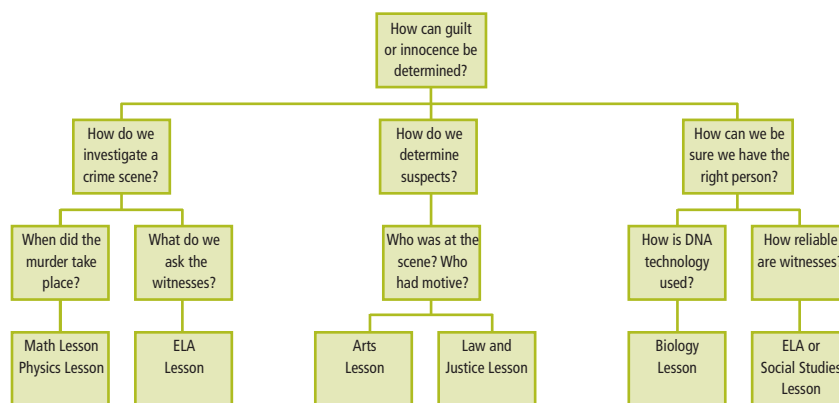 How can guilt
or innocence be
determined?
How do we
investigate a
crime scene?
How do we
determine
suspects?
How can we be
sure we have the
right person?
When did the
murder take
place?
What do we
ask the
witnesses?
Who was at the
scene? Who
had motive?
How is DNA
technology
used?
How reliable
are witnesses?
Math Lesson
Physics Lesson
ELA
Lesson
Arts
Lesson
Law and
Justice Lesson
Biology
Lesson
ELA or
Social Studies
Lesson